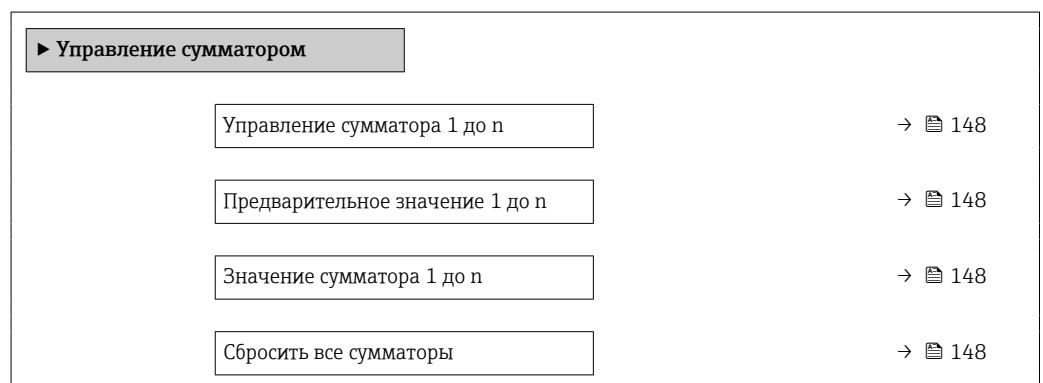 ► Управление сумматором
Управление сумматора 1 до n → 🖹 148
Предварительное значение 1 до n → 🖹 148
Значение сумматора 1 до n → 🖹 148
Сбросить все сумматоры → 🖹 148